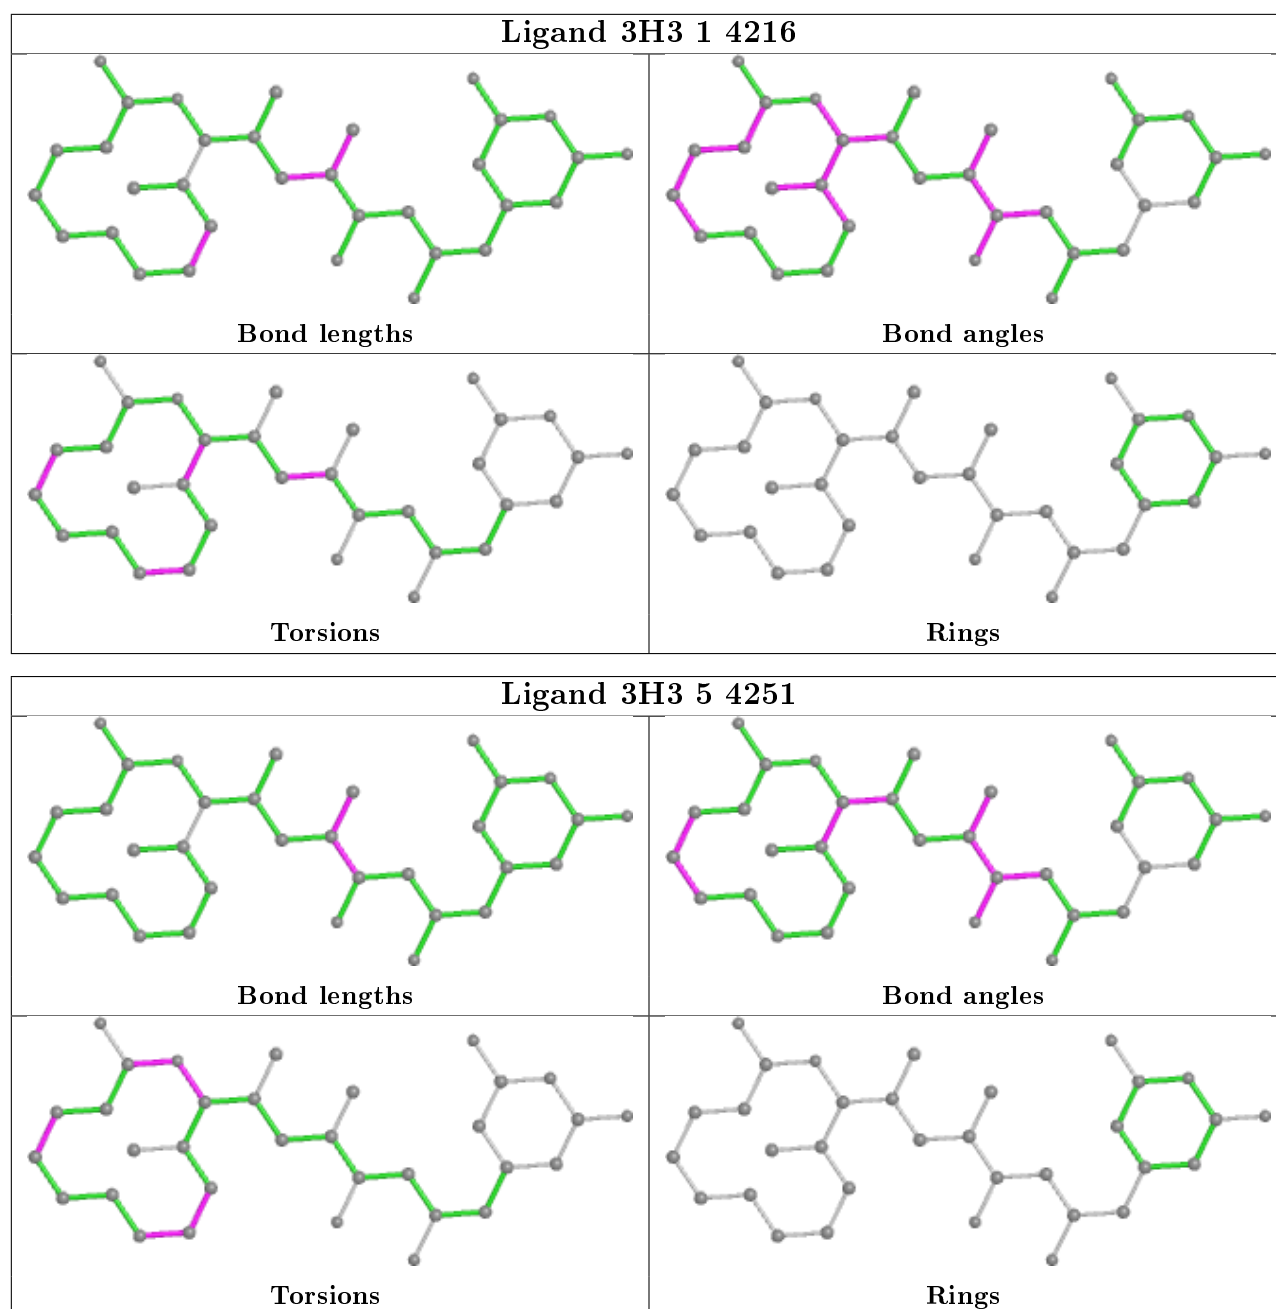 Ligand 3H3 1 4216
Bond lengths
Bond angles
Torsions
Rings
Ligand 3H3 5 4251
Bond lengths
Bond angles
Torsions
Rings